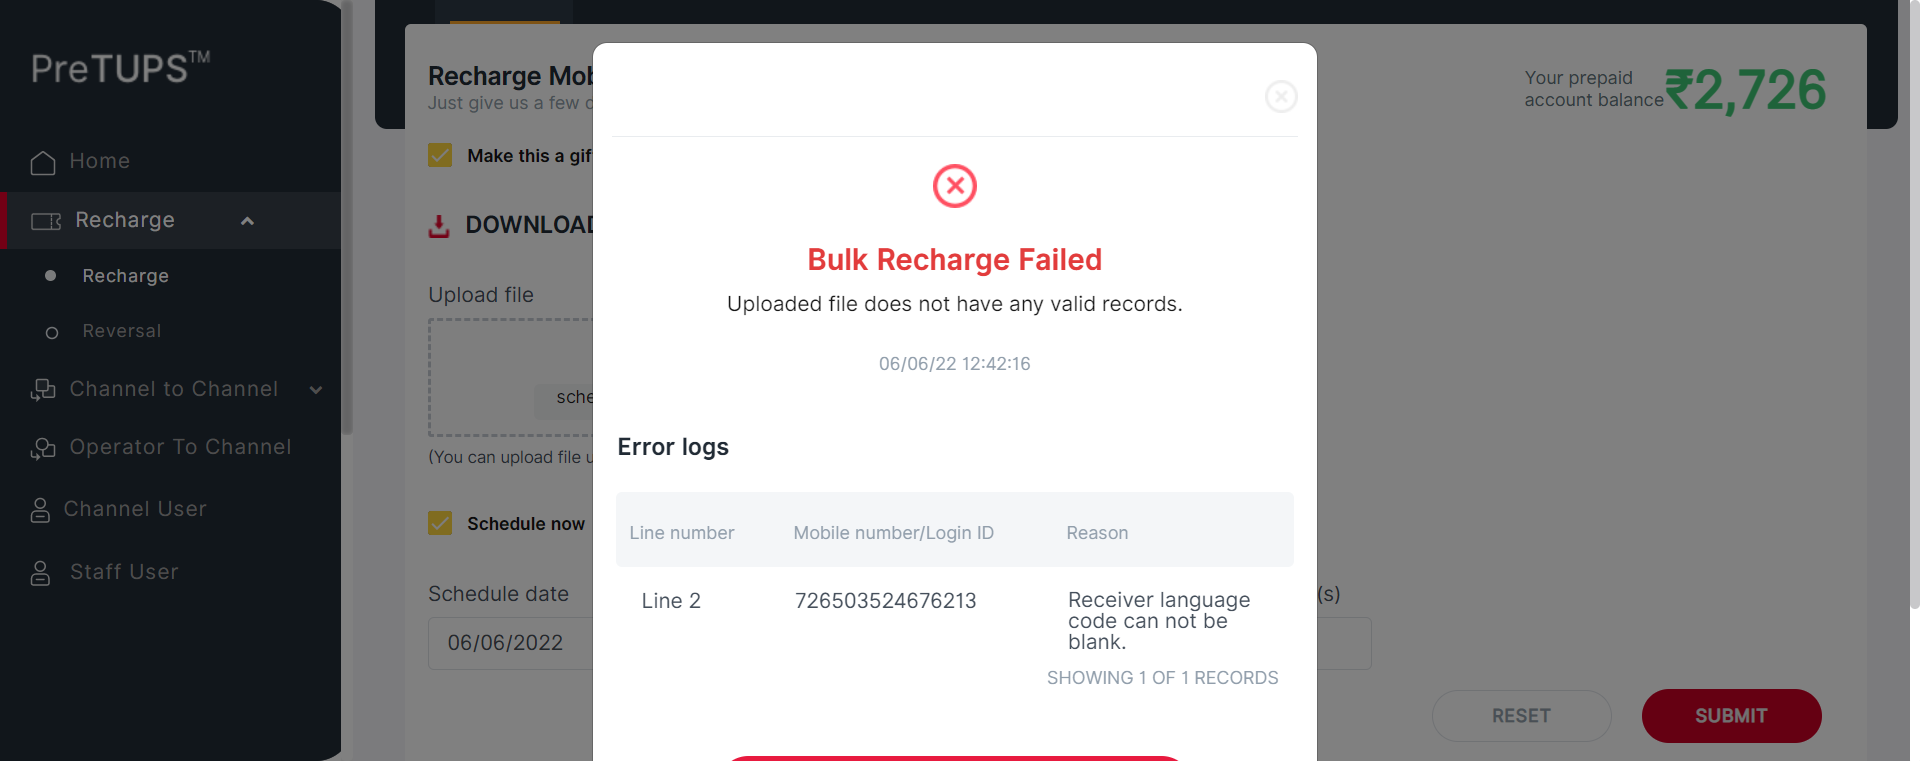 PreTUPS™
Home
Recharge
Recharge
Reversal
Channel to Channel
Operator To Channel
Channel User
Staff User
Recharge Mob
Just give us a few d
Your prepaid
account balance
₹2,726
Make this a gif
DOWNLOAD
Upload file
sche
(You can upload file u
Schedule now
Schedule date
(s)
06/06/2022
RESET
SUBMIT
Bulk Recharge Failed
Uploaded file does not have any valid records.
06/06/22 12:42:16
Error logs
Line number Mobile number/Login ID Reason
Line 2 726503524676213 Receiver language
code can not be
blank.
SHOWING 1 OF 1 RECORDS